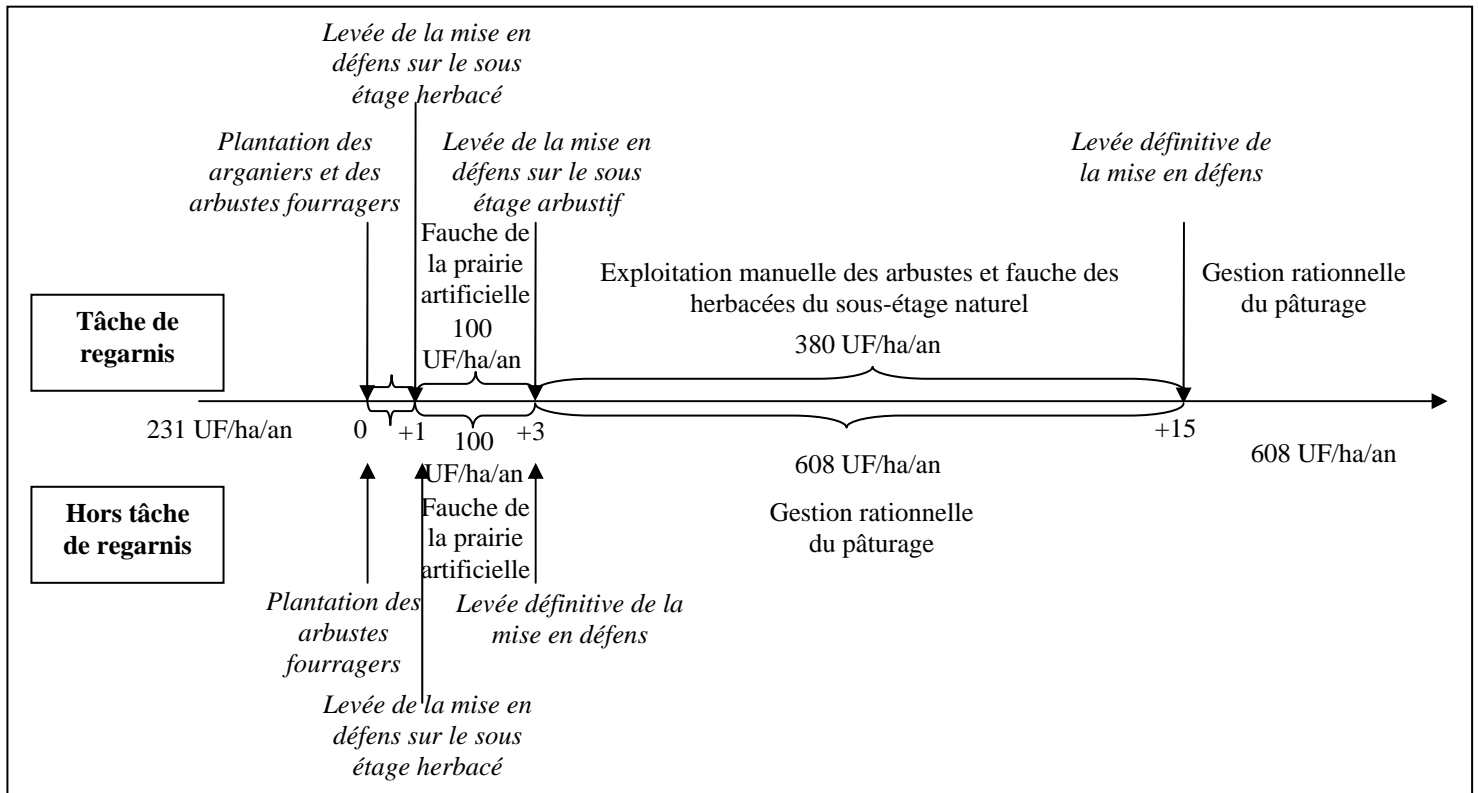 Levée de la mise en
défens sur le sous
étage herbacé
Plantation des
arganiers et des
arbustes fourragers
Levée de la mise en
défens sur le sous
étage arbustif
Levée définitive de
la mise en défens
Tâche de
regarnis
Fauche de
la prairie
artificielle
100
UF/ha/an
Exploitation manuelle des arbustes et fauche des
herbacées du sous-étage naturel
380 UF/ha/an
Gestion rationnelle
du pâturage
231 UF/ha/an
0
+1
+3
+15
608 UF/ha/an
Hors tâche
de regarnis
100
UF/ha/an
Fauche de
la prairie
artificielle
608 UF/ha/an
Gestion rationnelle
du pâturage
Plantation des
arbustes
fourragers
Levée définitive de la
mise en défens
Levée de la mise en
défens sur le sous
étage herbacé